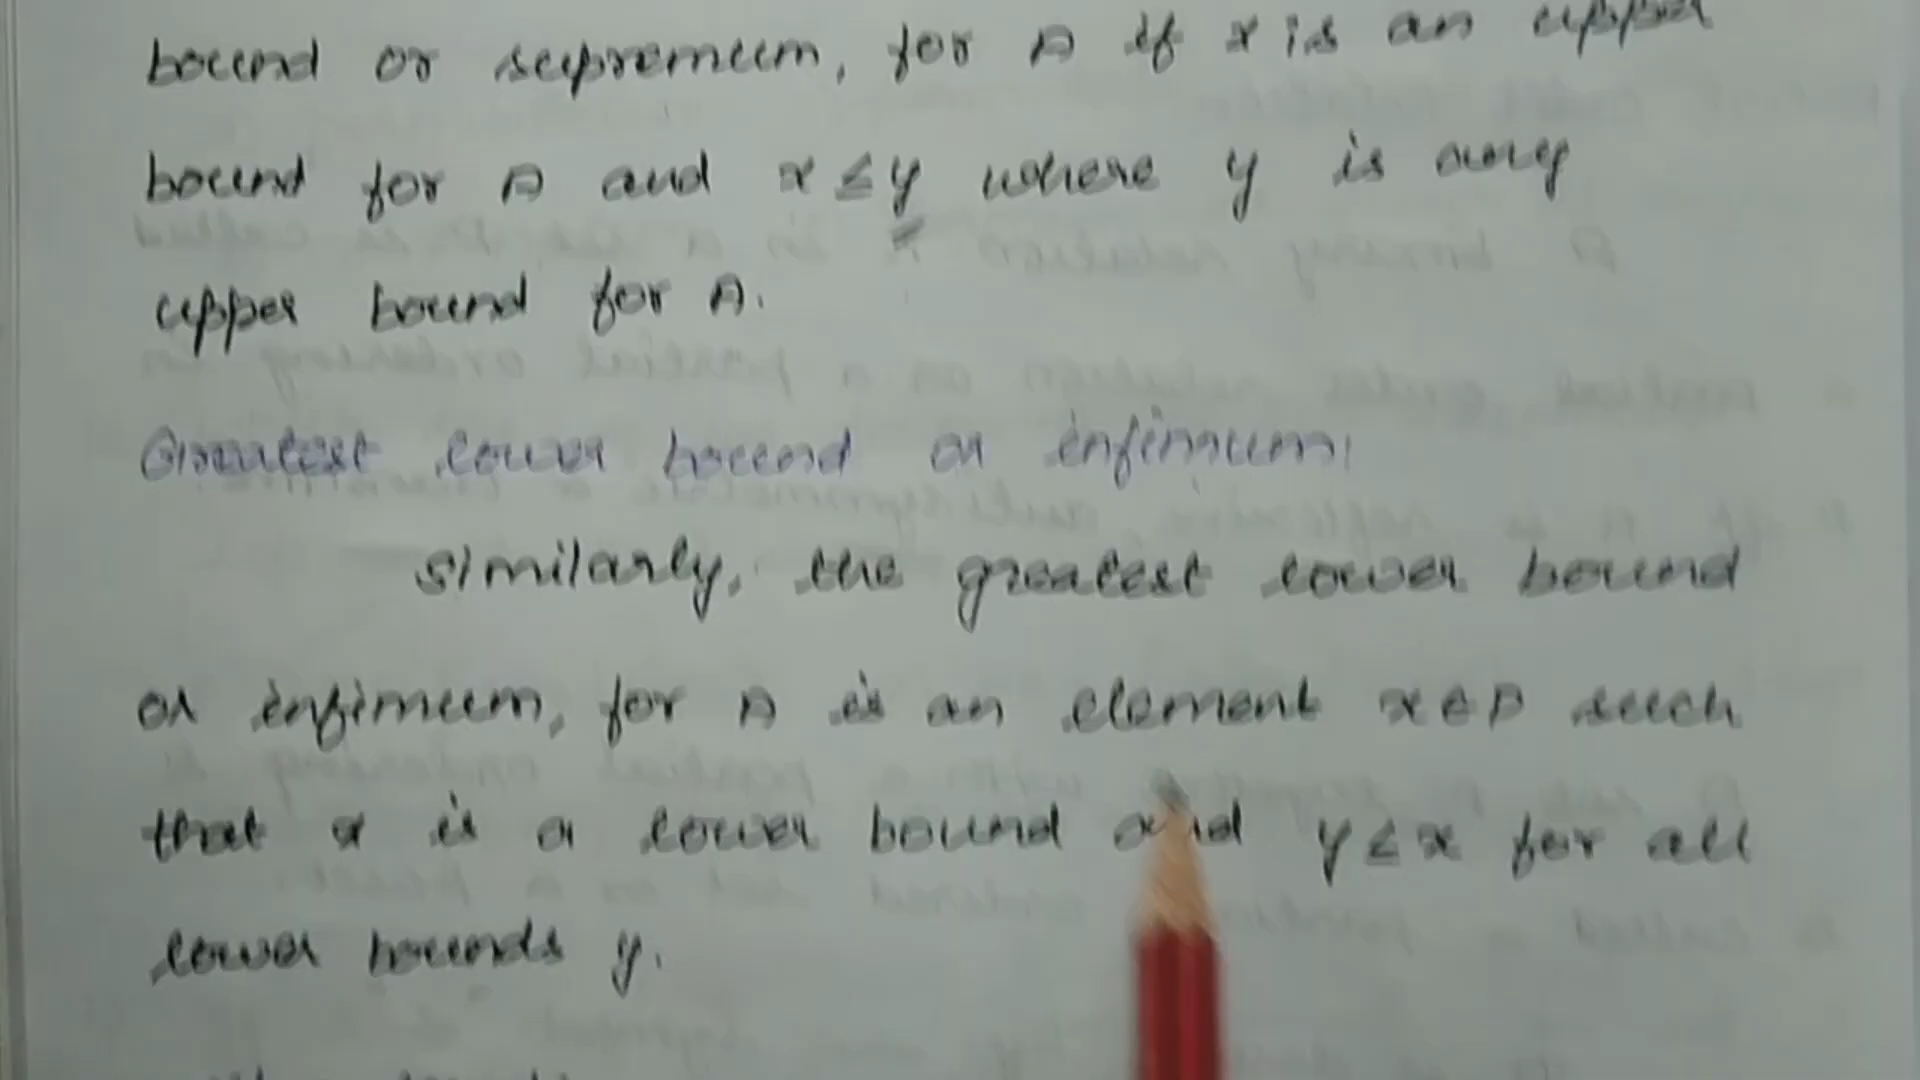 bound or supremum, for A if x is an upper
bound for A and x ≤ y where y is any
upper bound for A.
Greatest lower bound or infimum:
similarly, the greatest lower bound
or infimum, for A is an element x ∈ P such
that x is a lower bound and y ≤ x for all
lower bounds y.